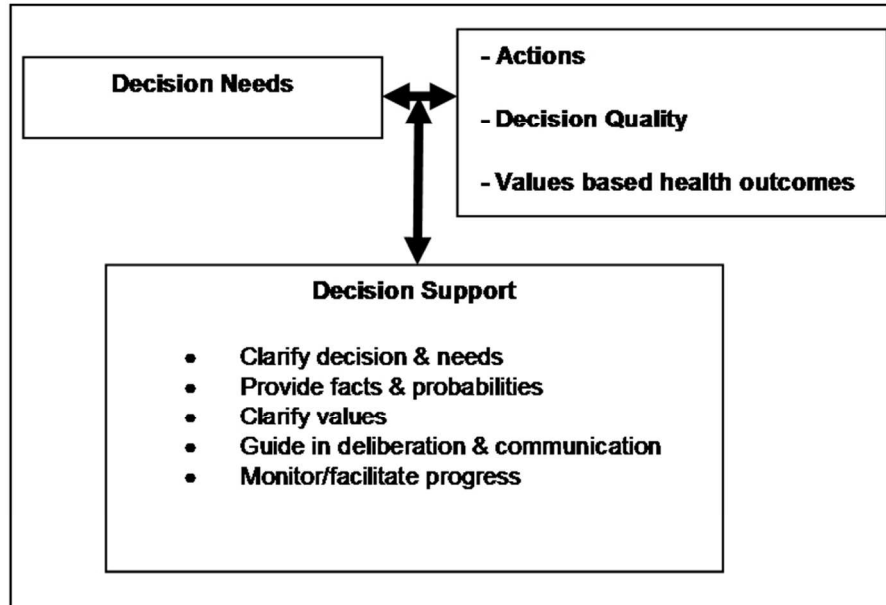 Decision Needs
- Actions
- Decision Quality
- Values based health outcomes
Decision Support
• Clarify decision & needs
• Provide facts & probabilities
• Clarify values
• Guide in deliberation & communication
• Monitor/facilitate progress